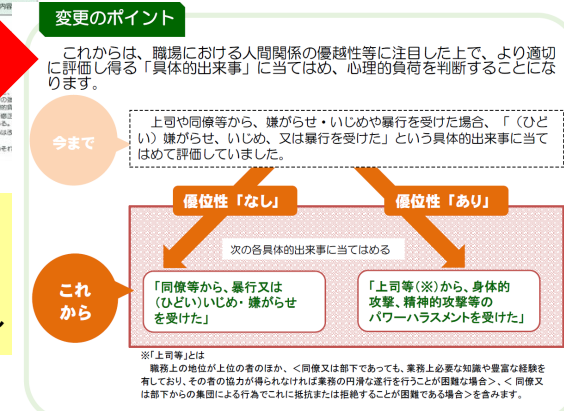 内容
変更のポイント
これからは、職場における人間関係の優越性等に注目した上で、より適切
に評価し得る「具体的出来事」に当てはめ、心理的負荷を判断することにな
ります。
今まで
上司や同僚等から、嫌がらせ・いじめや暴行を受けた場合、「（ひど
い）嫌がらせ、いじめ、又は暴行を受けた」という具体的出来事に当て
はめて評価していました。
優位性「なし」
優位性「あり」
次の各具体的出来事に当てはめる
これ
から
「同僚等から、暴行又は
（ひどい）いじめ・嫌がらせ
を受けた」
「上司等（※）から、身体的
攻撃、精神的攻撃等の
パワーハラスメントを受けた」
※「上司等」とは
職務上の地位が上位の者のほか、＜同僚又は部下であっても、業務上必要な知識や豊富な経験を
有しており、その者の協力が得られなければ業務の円滑な遂行を行うことが困難な場合＞、＜ 同僚又
は部下からの集団による行為でこれに抵抗または拒絶することが困難である場合＞を含みます。